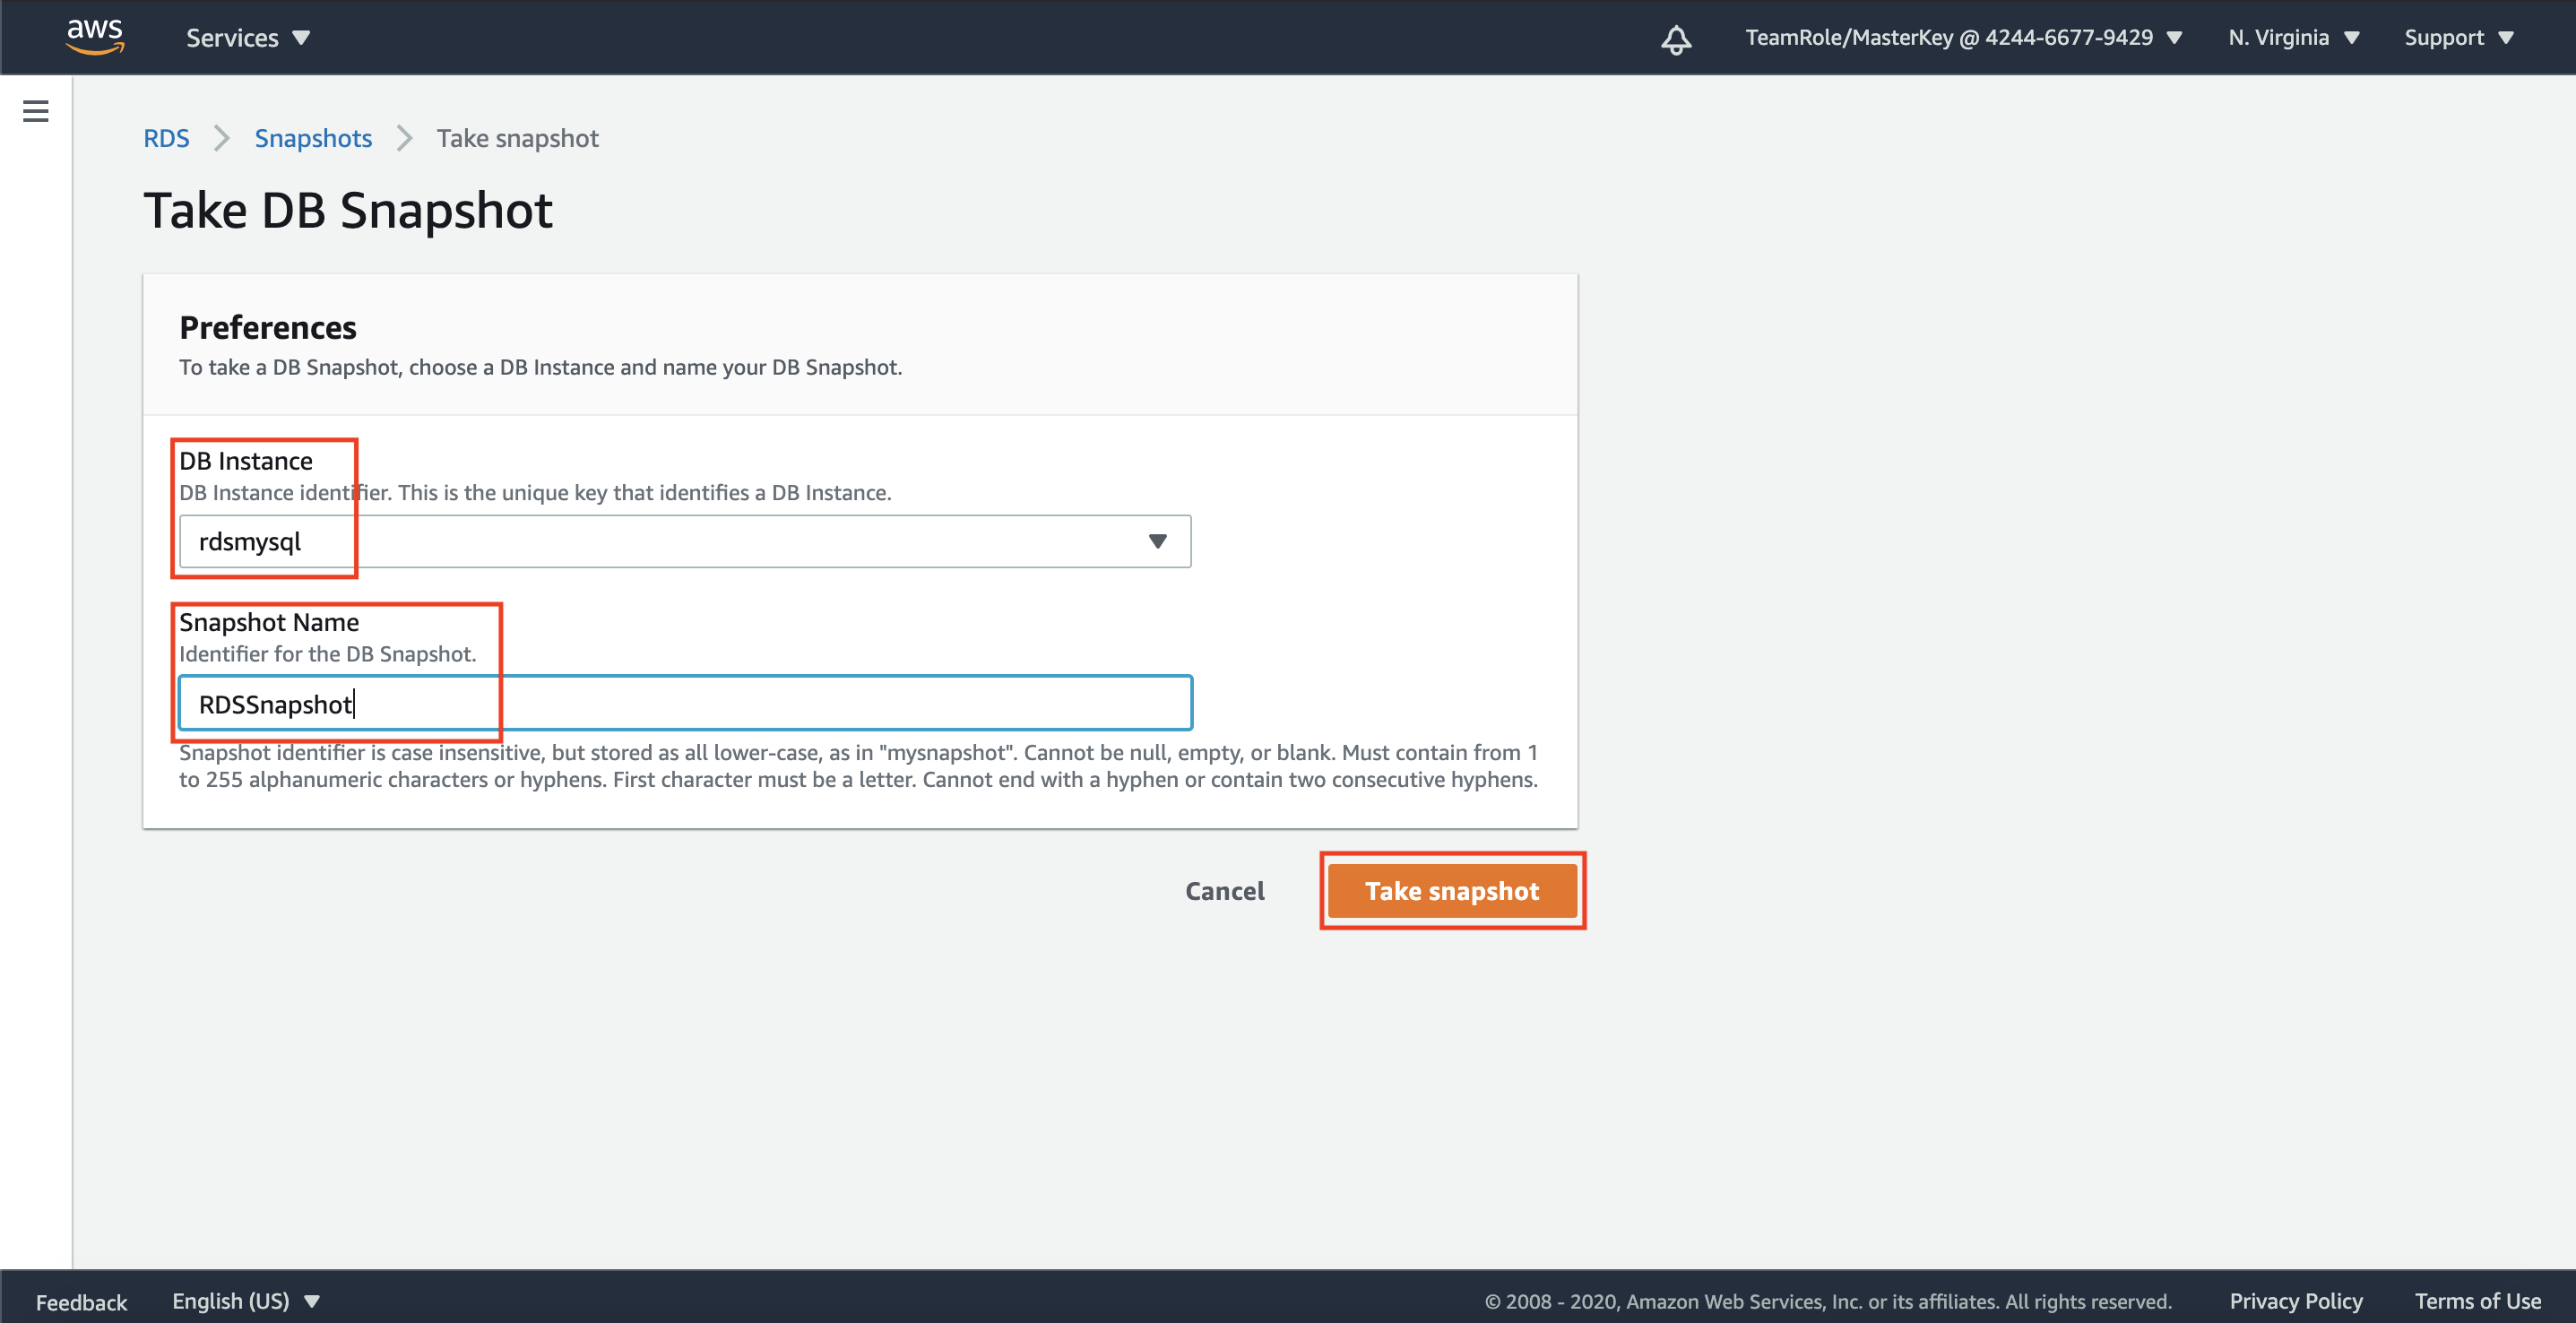 aws
Services
TeamRole/MasterKey @ 4244-6677-9429
N. Virginia
Support
RDS
Snapshots
Take snapshot
Take DB Snapshot
Preferences
To take a DB Snapshot, choose a DB Instance and name your DB Snapshot.
DB Instance
DB Instance identifier. This is the unique key that identifies a DB Instance.
rdsmysql
Snapshot Name
Identifier for the DB Snapshot.
RDSSnapshot
Snapshot identifier is case insensitive, but stored as all lower-case, as in "mysnapshot". Cannot be null, empty, or blank. Must contain from 1
to 255 alphanumeric characters or hyphens. First character must be a letter. Cannot end with a hyphen or contain two consecutive hyphens.
Cancel
Take snapshot
Feedback
English (US)
© 2008 - 2020, Amazon Web Services, Inc. or its affiliates. All rights reserved.
Privacy Policy
Terms of Use